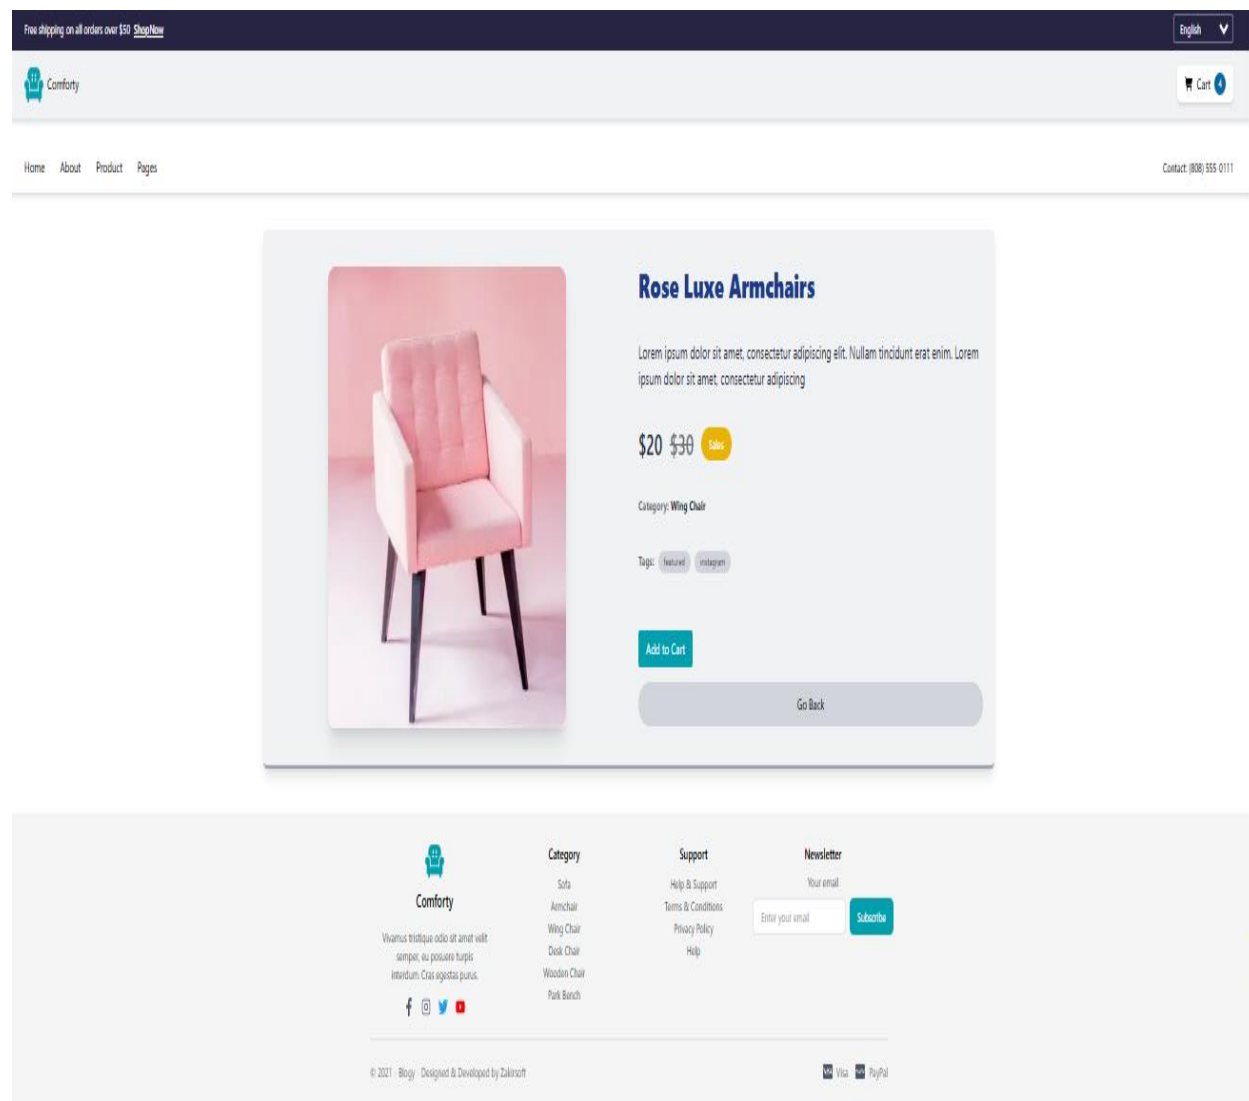 Free shipping on all orders over $50 ShopNow
English
Comforty
Cart 4
Home About Product Pages
Contact: (808) 555-0111
Rose Luxe Armchairs
Lorem ipsum dolor sit amet, consectetur adipiscing elit. Nullam tincidunt erat enim. Lorem
ipsum dolor sit amet, consectetur adipiscing
$20 $30 Sales
Category: Wing Chair
Tags: featured instagram
Add to Cart
Go Back
Comforty
Vivamus tristique odio sit amet velit
semper, eu posuere turpis
interdum. Cras egestas purus.
Category
Sofa
Armchair
Wing Chair
Desk Chair
Wooden Chair
Park Bench
Support
Help & Support
Terms & Conditions
Privacy Policy
Help
Newsletter
Your email
Enter your email
Subscribe
© 2021 - Blogy - Designed & Developed by Zakirsoft
VISA Visa PayPal